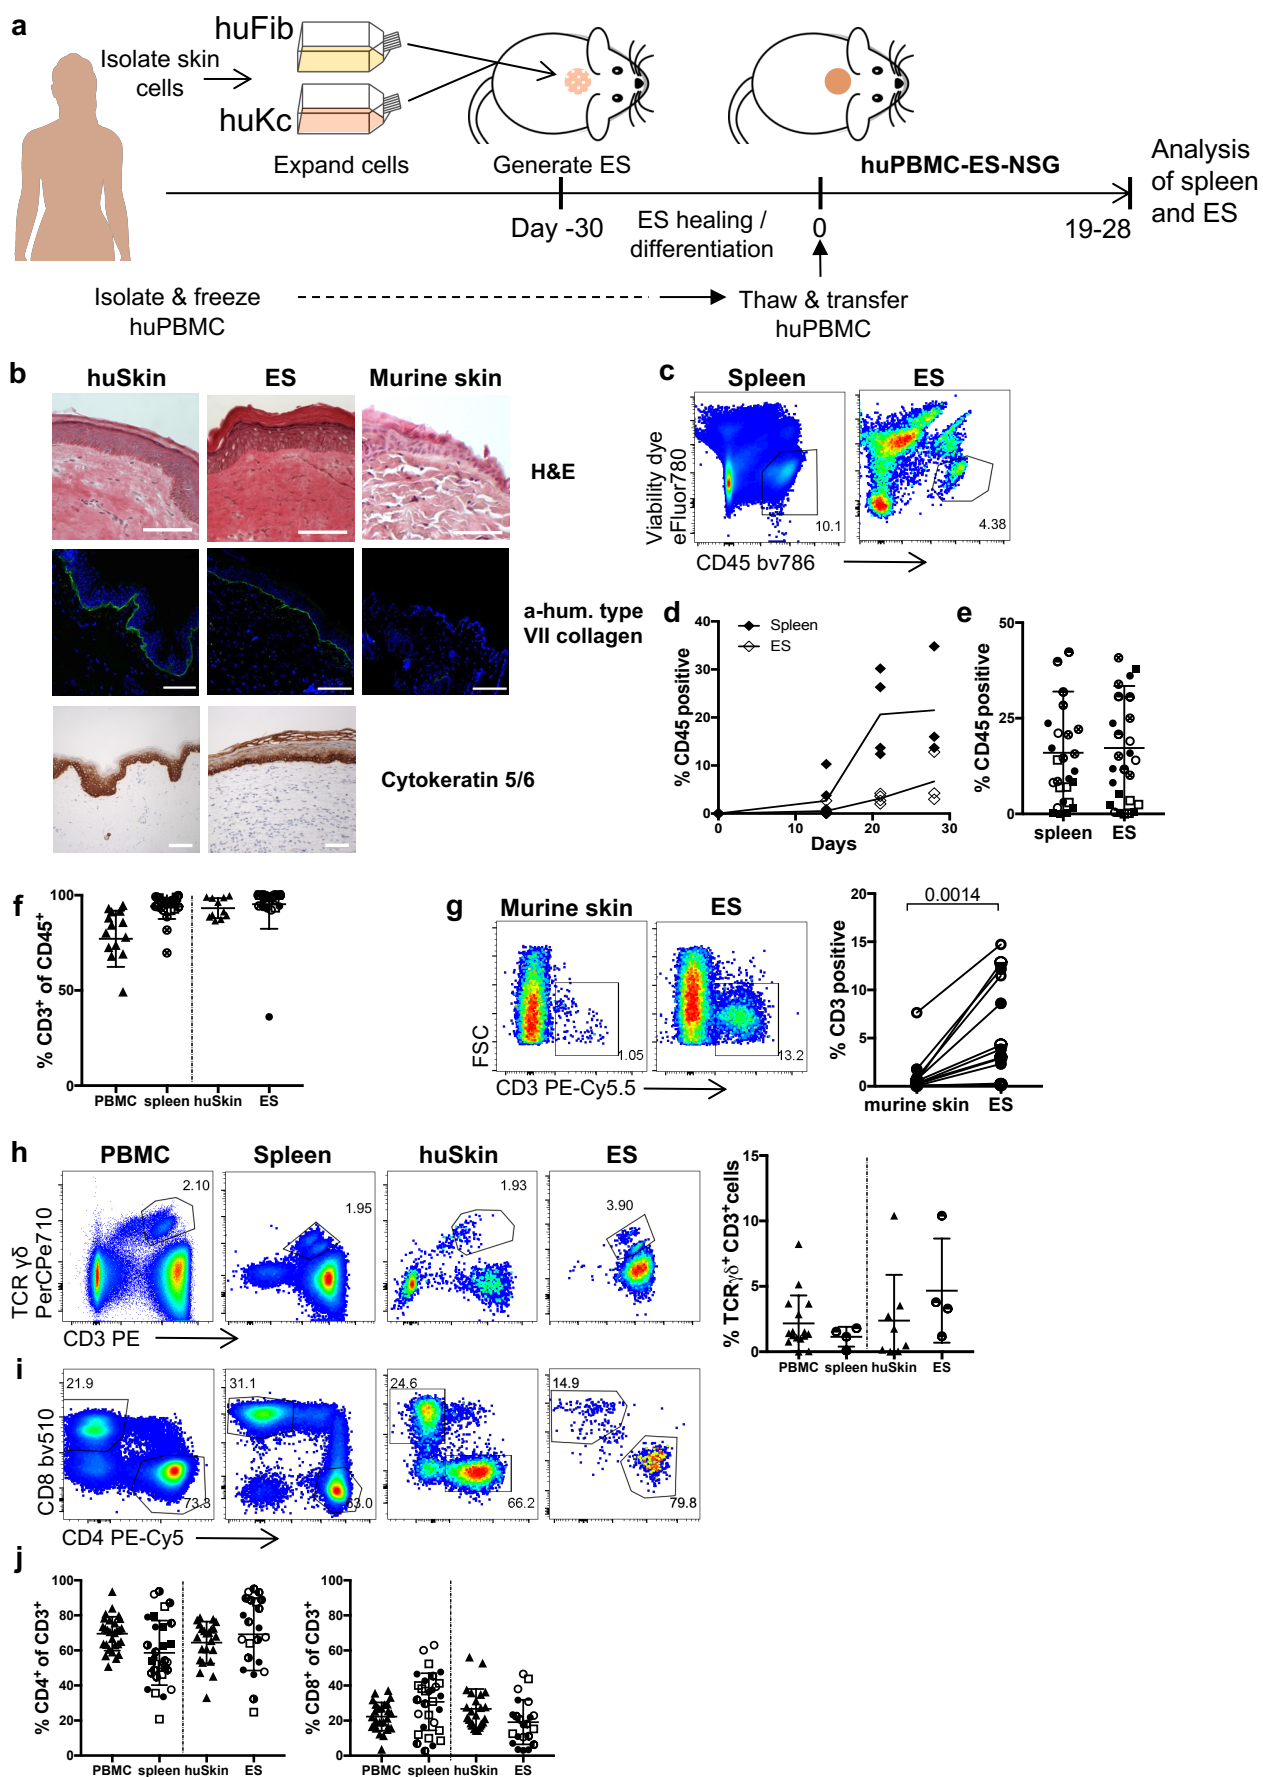 a
huFib
Isolate skin
cells
huKc
Expand cells
Generate ES
huPBMC-ES-NSG
Analysis
of spleen
and ES
Day -30
ES healing /
differentiation
0
19-28
Isolate & freeze
huPBMC
Thaw & transfer
huPBMC
b
huSkin
ES
Murine skin
H&E
a-hum. type
VII collagen
Cytokeratin 5/6
c
Spleen
ES
Viability dye
eFluor780
10.1
4.38
CD45 bv786
d
Spleen
ES
% CD45 positive
40
30
20
10
0
0
10
20
30
Days
e
% CD45 positive
50
25
0
spleen
ES
f
% CD3⁺ of CD45⁺
100
50
0
PBMC
spleen
huSkin
ES
g
Murine skin
ES
FSC
1.05
13.2
CD3 PE-Cy5.5
0.0014
% CD3 positive
20
15
10
5
0
murine skin
ES
h
PBMC
Spleen
huSkin
ES
TCR γδ
PerCPe710
2.10
1.95
1.93
3.90
CD3 PE
% TCRγδ⁺ CD3⁺cells
15
10
5
0
PBMC
spleen
huSkin
ES
i
CD8 bv510
21.9
73.3
31.1
63.0
24.6
66.2
14.9
79.8
CD4 PE-Cy5
j
% CD4⁺ of CD3⁺
100
80
60
40
20
0
PBMC
spleen
huSkin
ES
% CD8⁺ of CD3⁺
100
80
60
40
20
0
PBMC
spleen
huSkin
ES